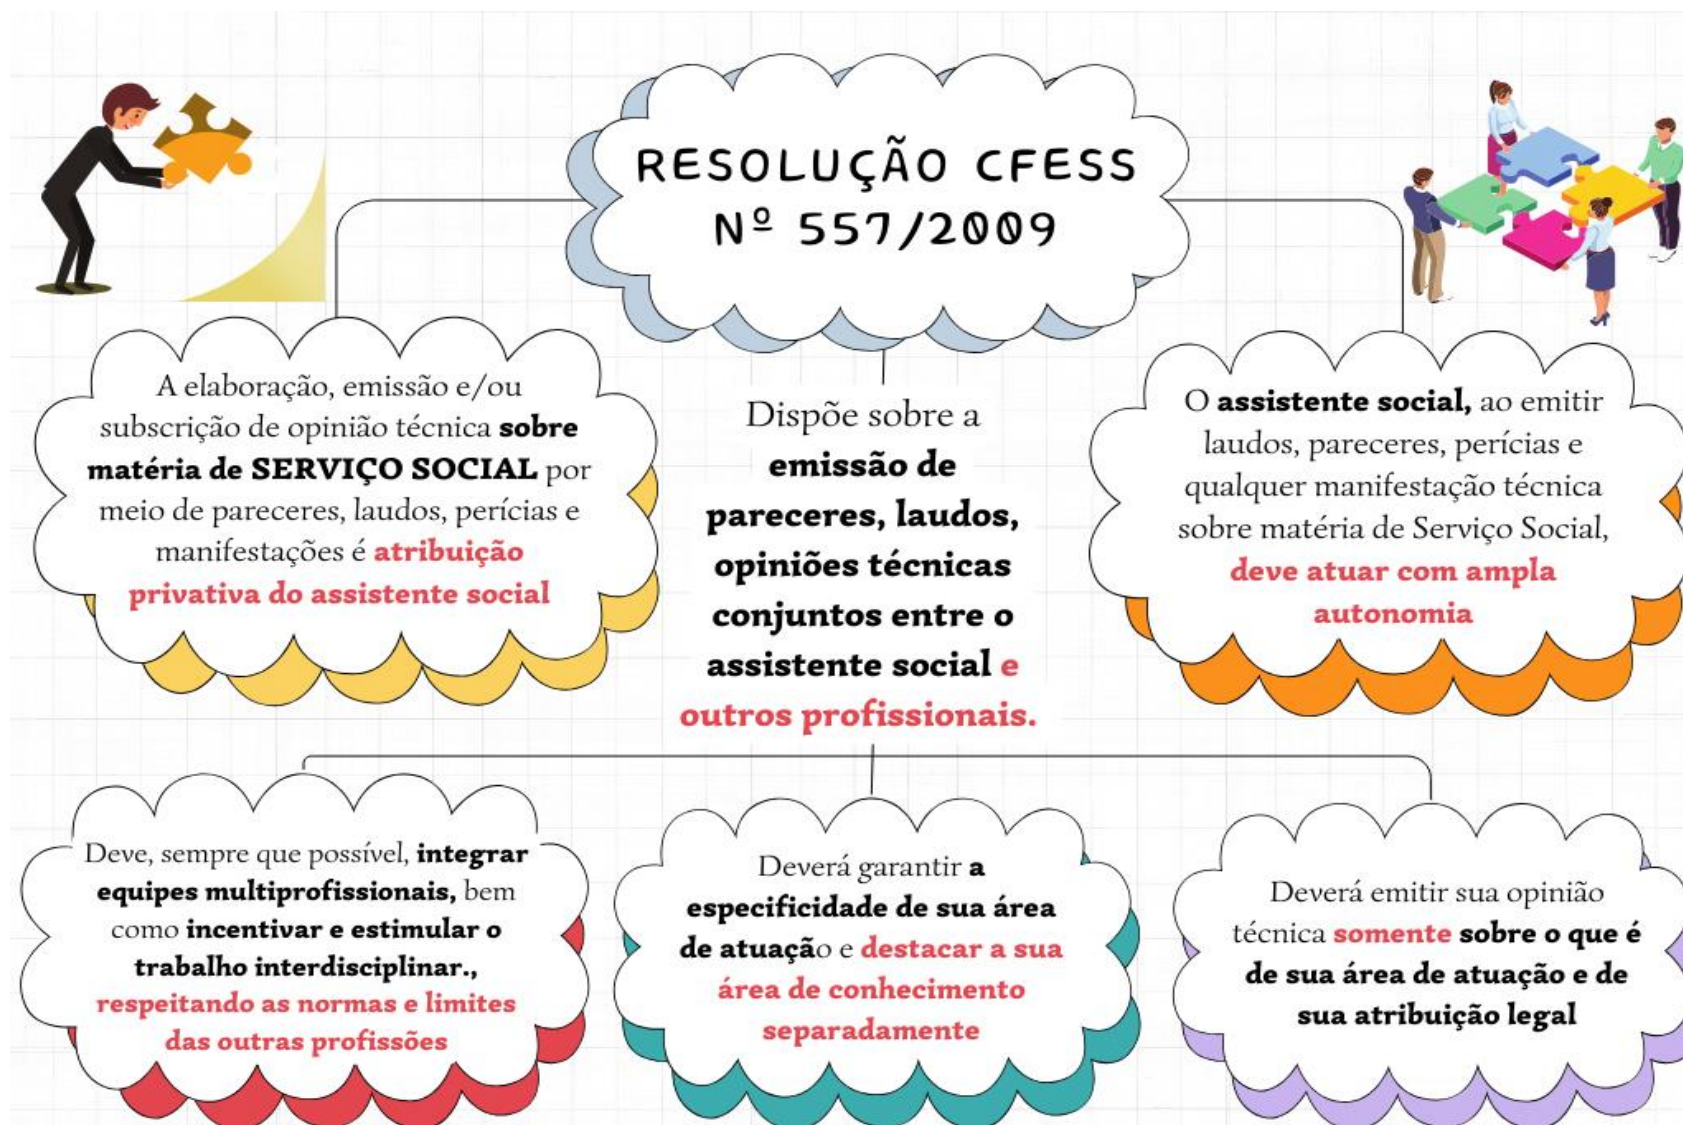 RESOLUÇÃO CFESS
Nº 557/2009
A elaboração, emissão e/ou
subscrição de opinião técnica sobre
matéria de SERVIÇO SOCIAL por
meio de pareceres, laudos, perícias e
manifestações é atribuição
privativa do assistente social
Dispõe sobre a
emissão de
pareceres, laudos,
opiniões técnicas
conjuntos entre o
assistente social e
outros profissionais.
O assistente social, ao emitir
laudos, pareceres, perícias e
qualquer manifestação técnica
sobre matéria de Serviço Social,
deve atuar com ampla
autonomia
Deve, sempre que possível, integrar
equipes multiprofissionais, bem
como incentivar e estimular o
trabalho interdisciplinar.,
respeitando as normas e limites
das outras profissões
Deverá garantir a
especificidade de sua área
de atuação e destacar a sua
área de conhecimento
separadamente
Deverá emitir sua opinião
técnica somente sobre o que é
de sua área de atuação e de
sua atribuição legal